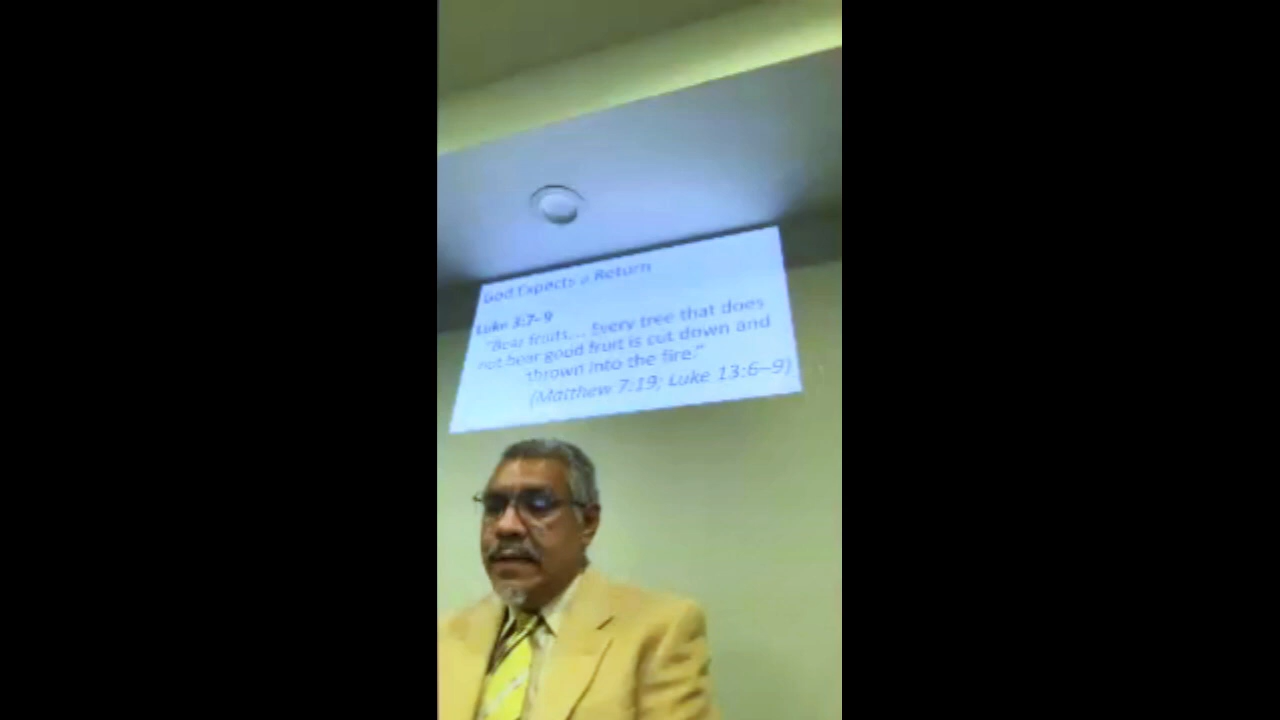 God Expects a Return
Luke 3:7–9
"Bear fruits... Every tree that does
not bear good fruit is cut down and
thrown into the fire."
(Matthew 7:19; Luke 13:6–9)